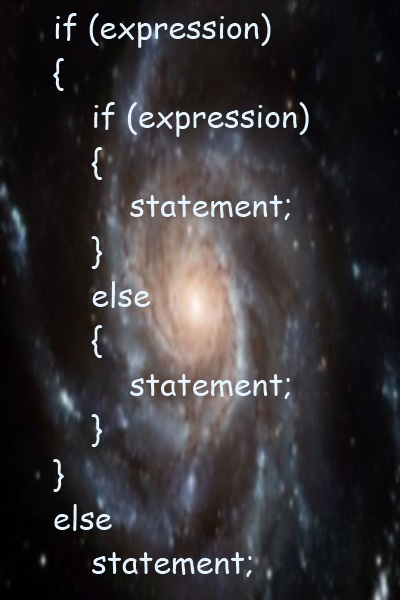 if (expression)
{
    if (expression)
    {
        statement;
    }
    else
    {
        statement;
    }
}
else
    statement;